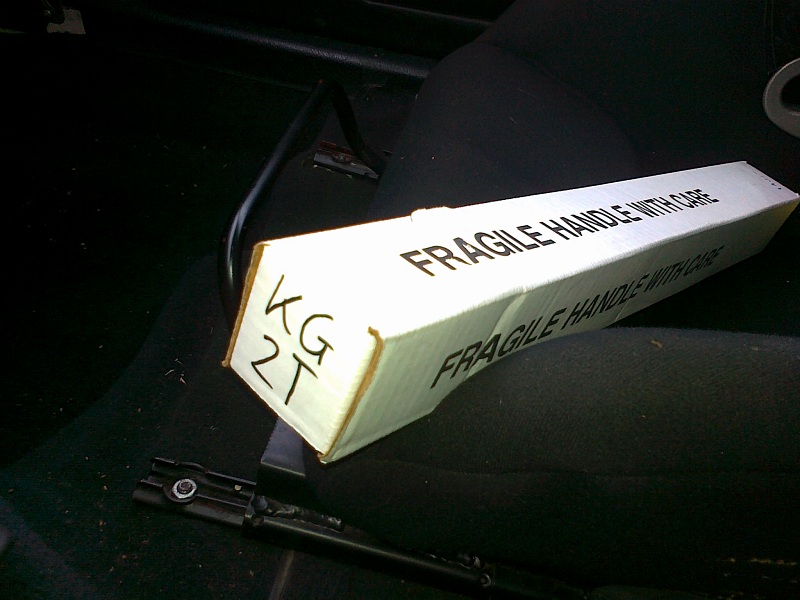 FRAGILE HANDLE WITH CARE
FRAGILE HANDLE WITH CARE
KG
2T